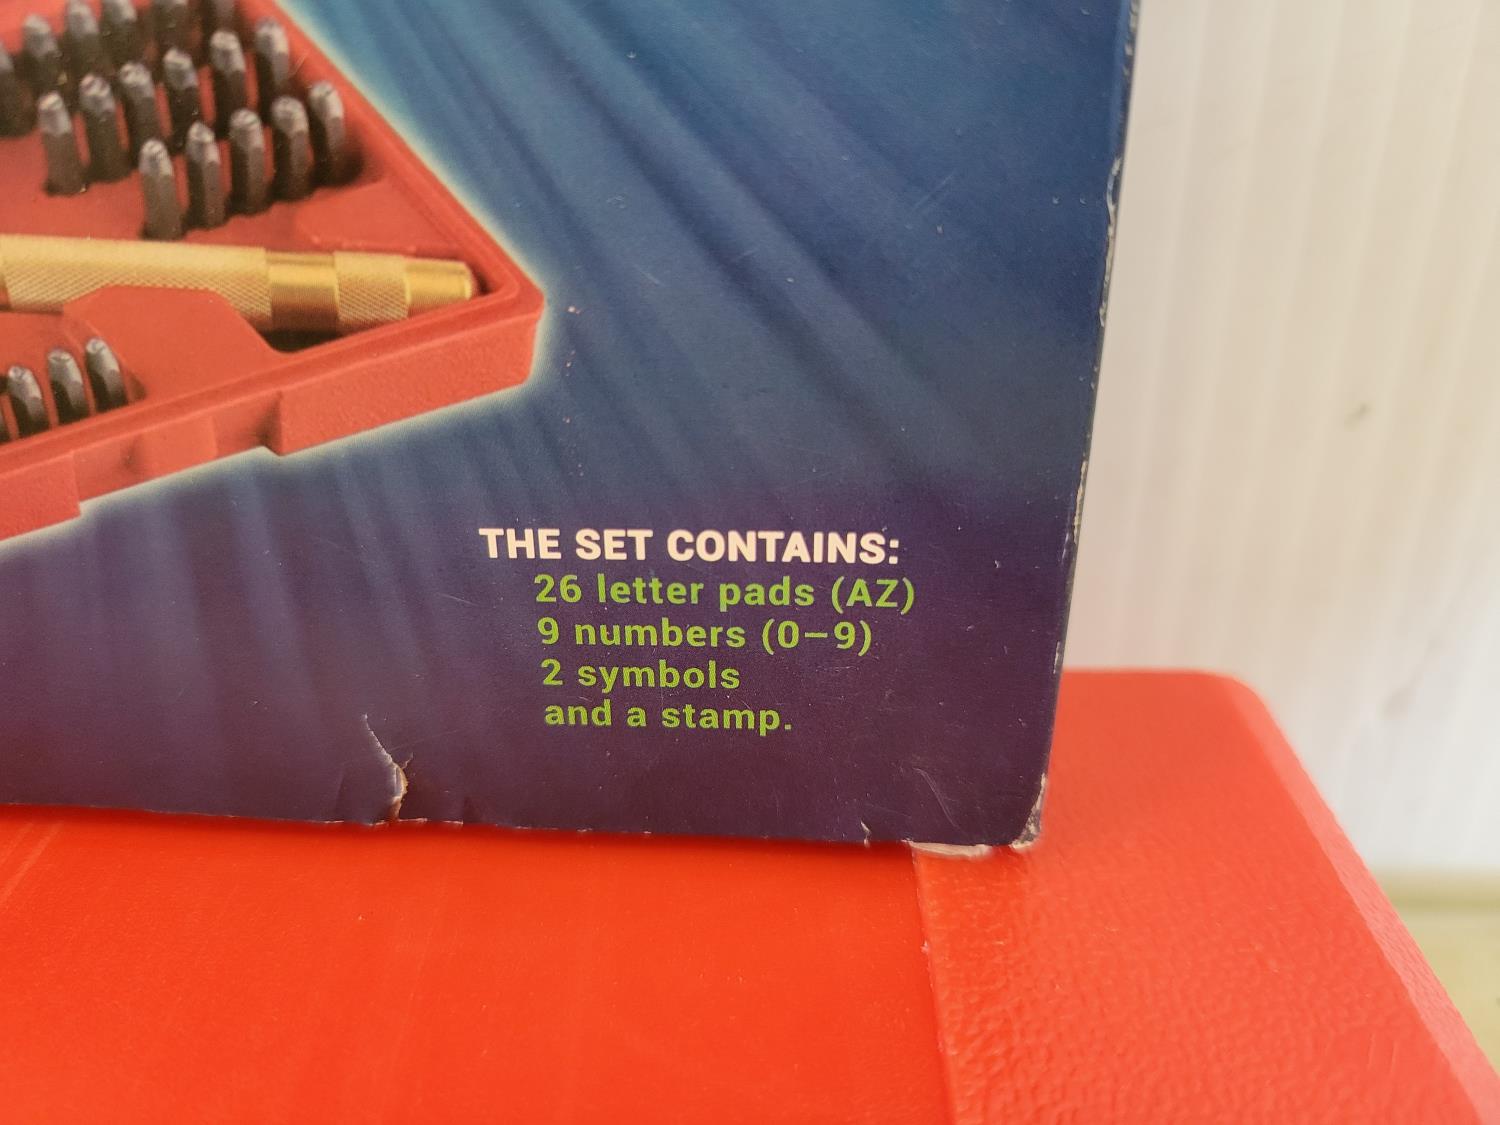 THE SET CONTAINS:
26 letter pads (AZ)
9 numbers (0–9)
2 symbols
and a stamp.